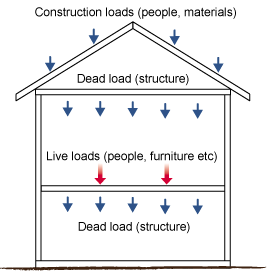 Construction loads (people, materials)
Dead load (structure)
Live loads (people, furniture etc)
Dead load (structure)